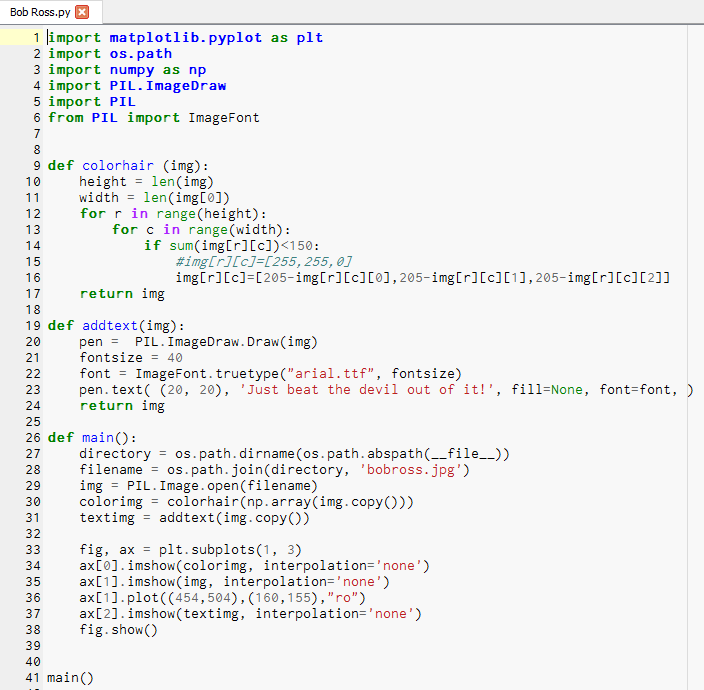 Bob Ross.py
1 import matplotlib.pyplot as plt
2 import os.path
3 import numpy as np
4 import PIL.ImageDraw
5 import PIL
6 from PIL import ImageFont
7
8
9 def colorhair (img):
10     height = len(img)
11     width = len(img[0])
12     for r in range(height):
13         for c in range(width):
14             if sum(img[r][c])<150:
15                 #img[r][c]=[255,255,0]
16                 img[r][c]=[205-img[r][c][0],205-img[r][c][1],205-img[r][c][2]]
17     return img
18
19 def addtext(img):
20     pen =  PIL.ImageDraw.Draw(img)
21     fontsize = 40
22     font = ImageFont.truetype("arial.ttf", fontsize)
23     pen.text( (20, 20), 'Just beat the devil out of it!', fill=None, font=font, )
24     return img
25
26 def main():
27     directory = os.path.dirname(os.path.abspath(__file__))
28     filename = os.path.join(directory, 'bobross.jpg')
29     img = PIL.Image.open(filename)
30     colorimg = colorhair(np.array(img.copy()))
31     textimg = addtext(img.copy())
32
33     fig, ax = plt.subplots(1, 3)
34     ax[0].imshow(colorimg, interpolation='none')
35     ax[1].imshow(img, interpolation='none')
36     ax[1].plot((454,504),(160,155),"ro")
37     ax[2].imshow(textimg, interpolation='none')
38     fig.show()
39
40
41 main()